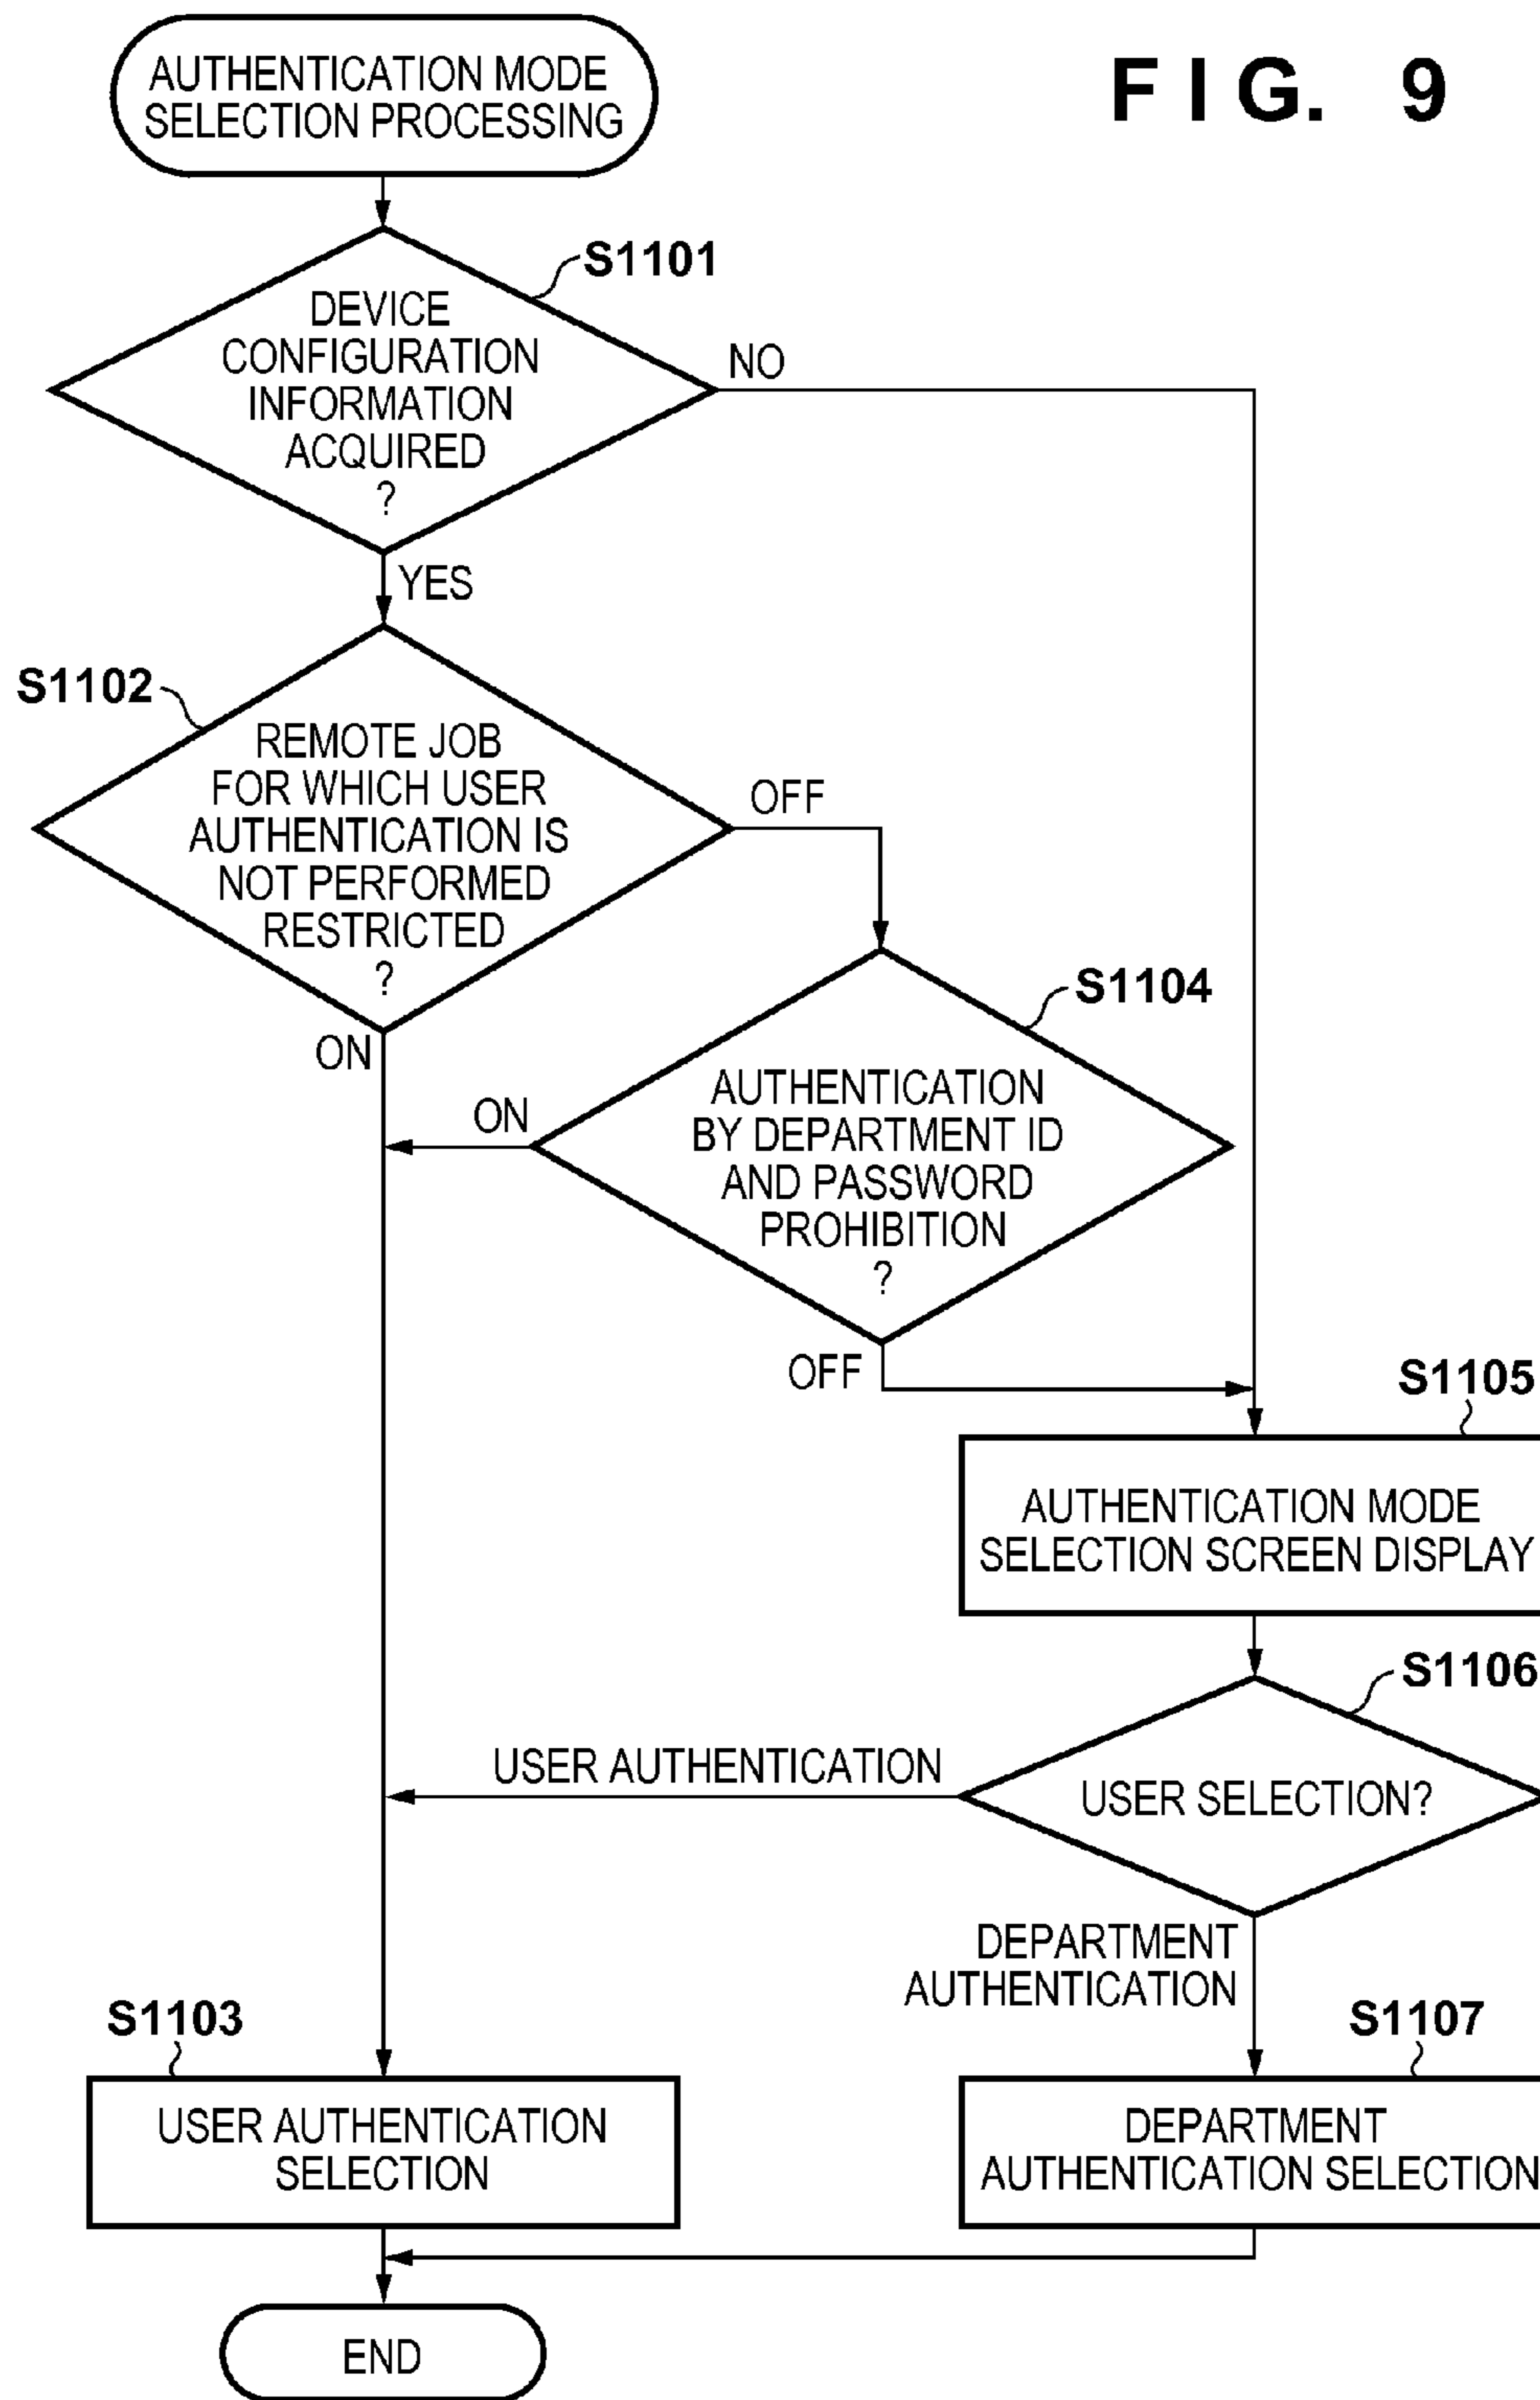 FIG. 9
AUTHENTICATION MODE
SELECTION PROCESSING
S1101
DEVICE
CONFIGURATION
INFORMATION
ACQUIRED
?
NO
YES
S1102
REMOTE JOB
FOR WHICH USER
AUTHENTICATION IS
NOT PERFORMED
RESTRICTED
?
OFF
ON
S1104
AUTHENTICATION
BY DEPARTMENT ID
AND PASSWORD
PROHIBITION
?
ON
OFF
S1105
AUTHENTICATION MODE
SELECTION SCREEN DISPLAY
S1106
USER SELECTION?
USER AUTHENTICATION
DEPARTMENT
AUTHENTICATION
S1103
USER AUTHENTICATION
SELECTION
S1107
DEPARTMENT
AUTHENTICATION SELECTION
END